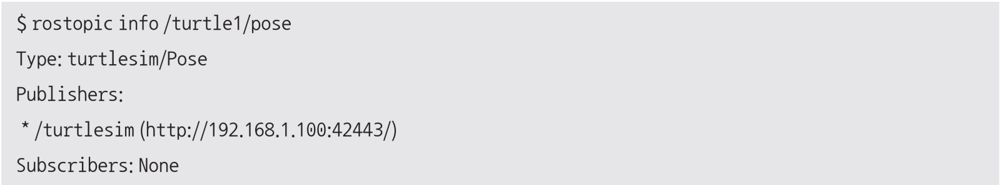 $ rostopic info /turtle1/pose
Type: turtlesim/Pose
Publishers:
* /turtlesim (http://192.168.1.100:42443/)
Subscribers: None